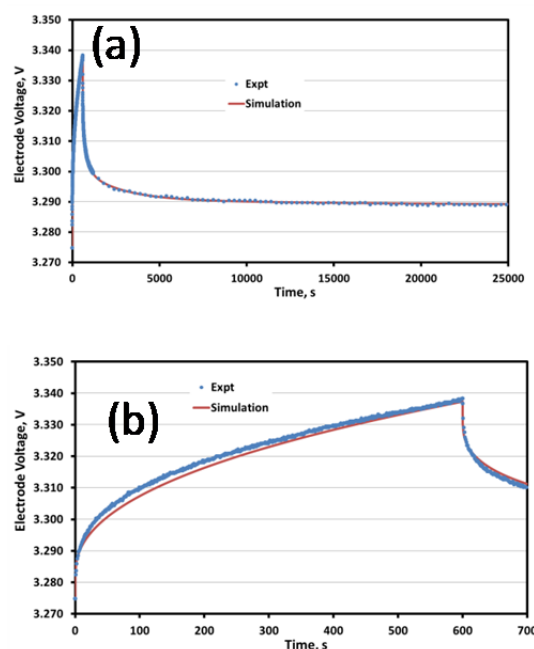 (a)
3.350
3.340
3.330
3.320
3.310
3.300
3.290
3.280
3.270
Electrode Voltage, V
Expt
Simulation
0 5000 10000 15000 20000 25000
Time, s
(b)
3.350
3.340
3.330
3.320
3.310
3.300
3.290
3.280
3.270
Electrode Voltage, V
Expt
Simulation
0 100 200 300 400 500 600 700
Time, s